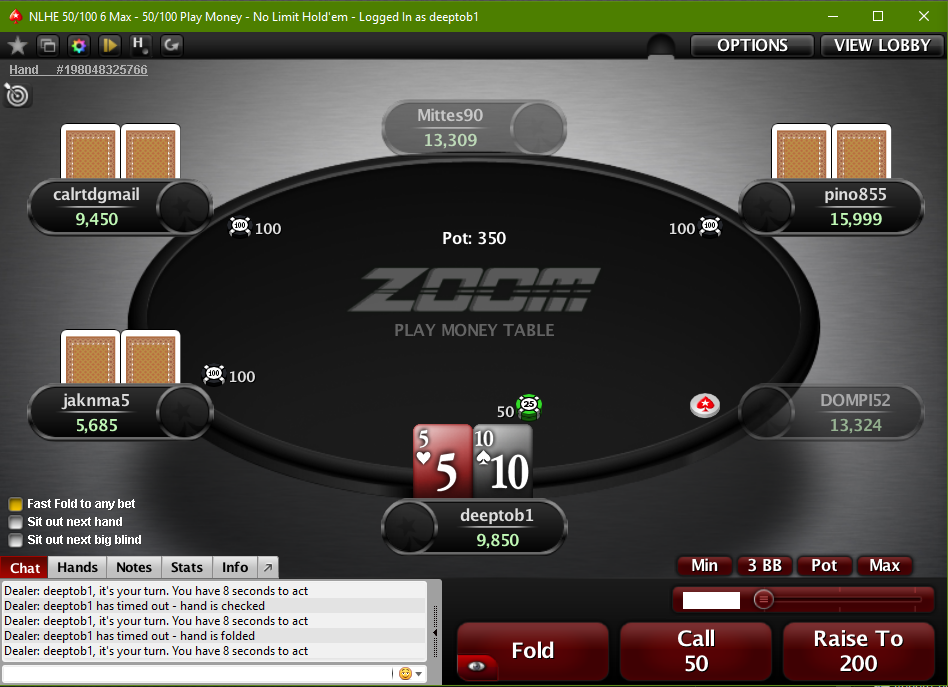 NLHE 50/100 6 Max - 50/100 Play Money - No Limit Hold'em - Logged In as deeptob1
H
OPTIONS
VIEW LOBBY
Hand #198048325766
Mittes90
13,309
calrtdgmail
9,450
pino855
15,999
100
100
100
100
Pot: 350
ZOOM
PLAY MONEY TABLE
100
100
jaknma5
5,685
50
25
DOMPI52
13,324
5
5
10
10
deeptob1
9,850
Fast Fold to any bet
Sit out next hand
Sit out next big blind
Min
3 BB
Pot
Max
Chat
Hands
Notes
Stats
Info
Dealer: deeptob1, it's your turn. You have 8 seconds to act
Dealer: deeptob1 has timed out - hand is checked
Dealer: deeptob1, it's your turn. You have 8 seconds to act
Dealer: deeptob1 has timed out - hand is folded
Dealer: deeptob1, it's your turn. You have 8 seconds to act
Fold
Call
50
Raise To
200